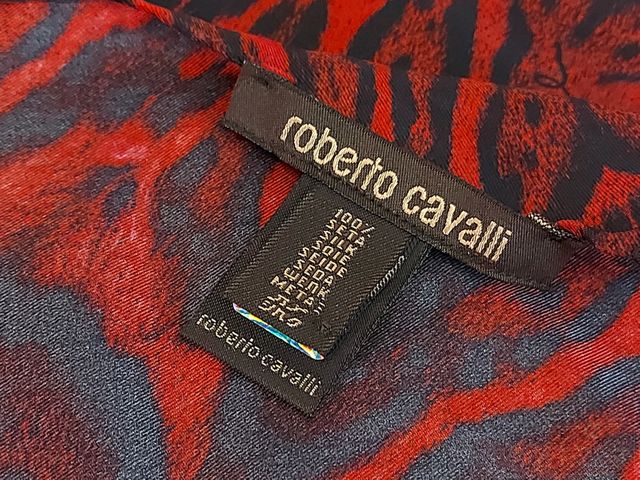 roberto cavalli
100%
SETA
SILK
SOIE
SEIDE
SEDA
roberto cavalli